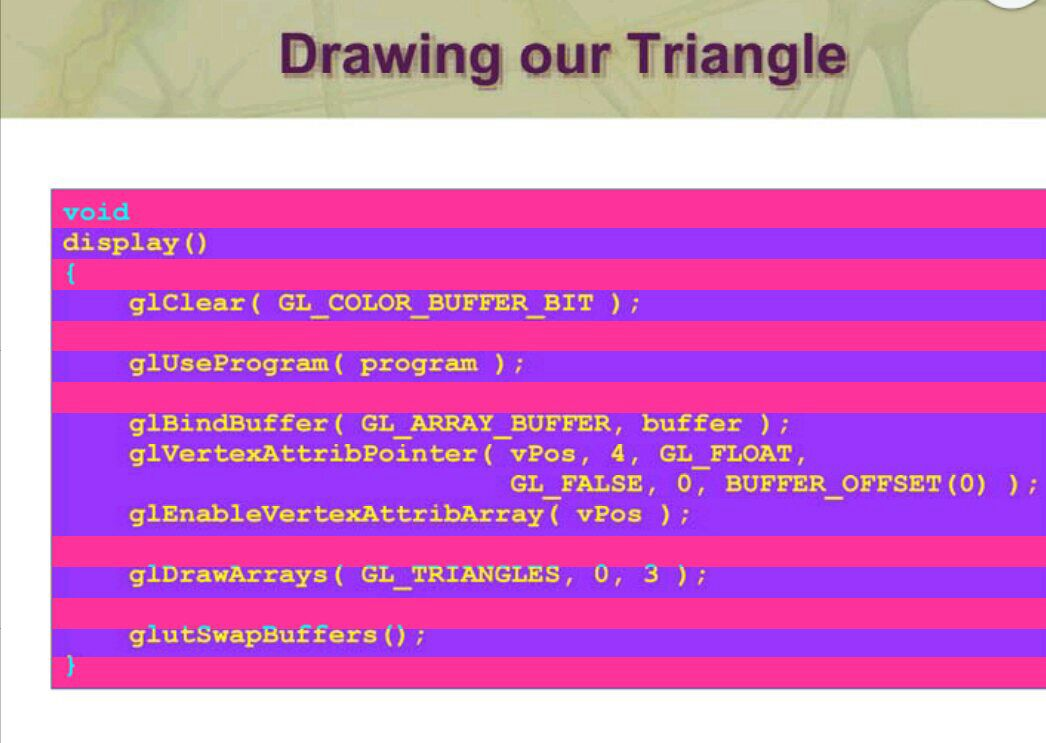 Drawing our Triangle
void
display()
{
glClear( GL_COLOR_BUFFER_BIT );
glUseProgram( program );
glBindBuffer( GL_ARRAY_BUFFER, buffer );
glVertexAttribPointer( vPos, 4, GL_FLOAT,
GL_FALSE, 0, BUFFER_OFFSET(0) );
glEnableVertexAttribArray( vPos );
glDrawArrays( GL_TRIANGLES, 0, 3 );
glutSwapBuffers();
}